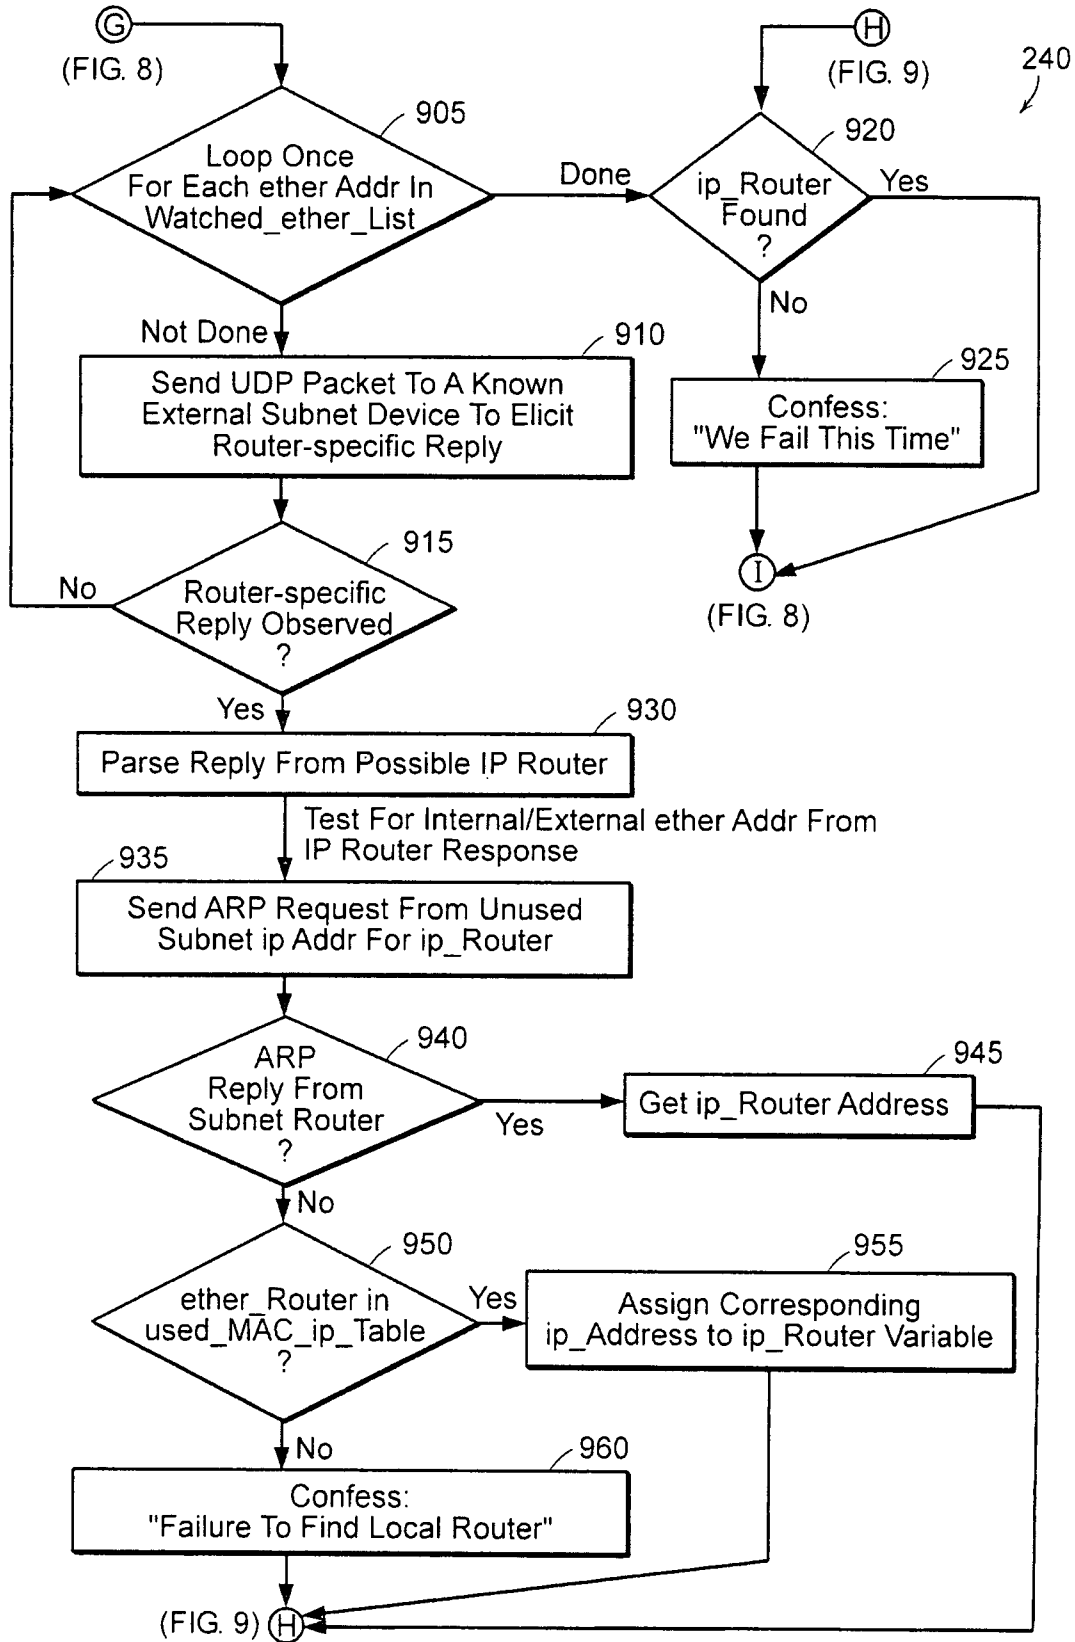 G
(FIG. 8)
H
(FIG. 9)
240
905
Loop Once
For Each ether Addr In
Watched_ether_List
Done
920
ip_Router
Found
?
Yes
No
Not Done
910
Send UDP Packet To A Known
External Subnet Device To Elicit
Router-specific Reply
925
Confess:
"We Fail This Time"
915
Router-specific
Reply Observed
?
No
I
(FIG. 8)
Yes
930
Parse Reply From Possible IP Router
Test For Internal/External ether Addr From
IP Router Response
935
Send ARP Request From Unused
Subnet ip Addr For ip_Router
940
ARP
Reply From
Subnet Router
?
Yes
945
Get ip_Router Address
No
950
ether_Router in
used_MAC_ip_Table
?
Yes
955
Assign Corresponding
ip_Address to ip_Router Variable
No
960
Confess:
"Failure To Find Local Router"
(FIG. 9) H